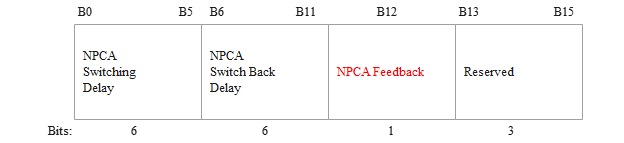 B0 B5 B6 B11 B12 B13 B15
NPCA
Switching
Delay
NPCA
Switch Back
Delay
NPCA Feedback
Reserved
Bits: 6 6 1 3